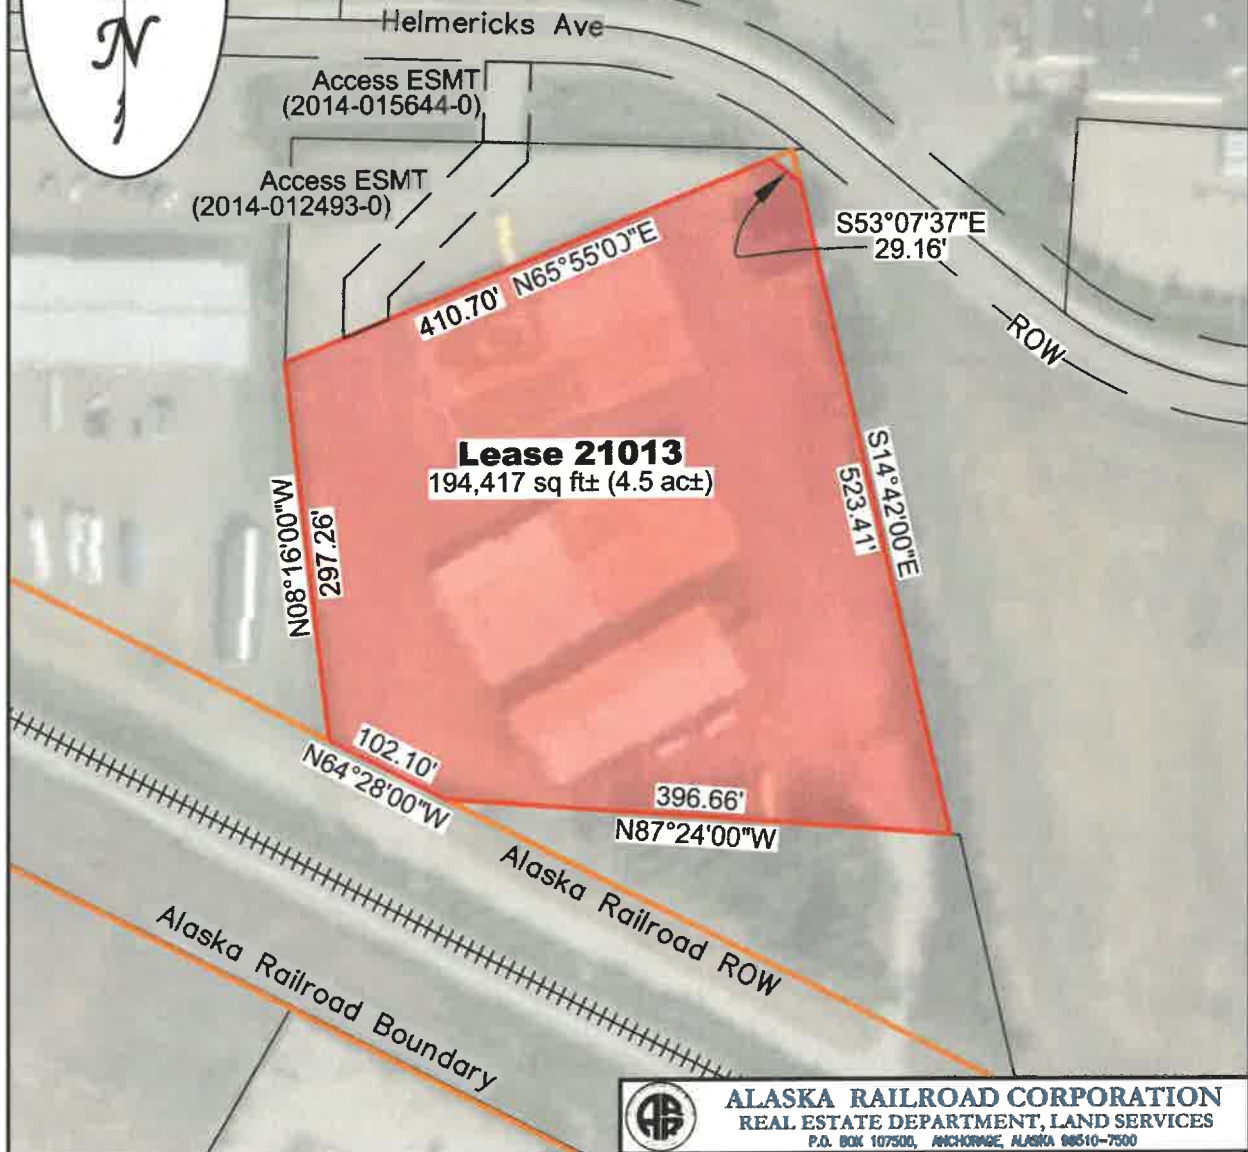 N
Helmericks Ave
Access ESMT
(2014-015644-0)
Access ESMT
(2014-012493-0)
S53°07'37"E
29.16'
410.70' N65°55'00"E
ROW
Lease 21013
194,417 sq ft± (4.5 ac±)
S14°42'00"E
523.41'
N08°16'00"W
297.26'
102.10'
N64°28'00"W
396.66'
N87°24'00"W
Alaska Railroad ROW
Alaska Railroad Boundary
ALASKA RAILROAD CORPORATION
REAL ESTATE DEPARTMENT, LAND SERVICES
P.O. BOX 107500, ANCHORAGE, ALASKA 99510-7500